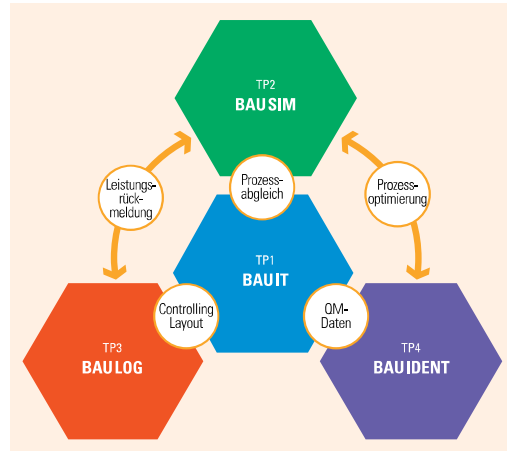 TP2
BAUSIM
Leistungs-
rück-
meldung
Prozess-
abgleich
Prozess-
optimierung
TP1
BAUIT
Controlling
Layout
QM-
Daten
TP3
BAULOG
TP4
BAUIDENT